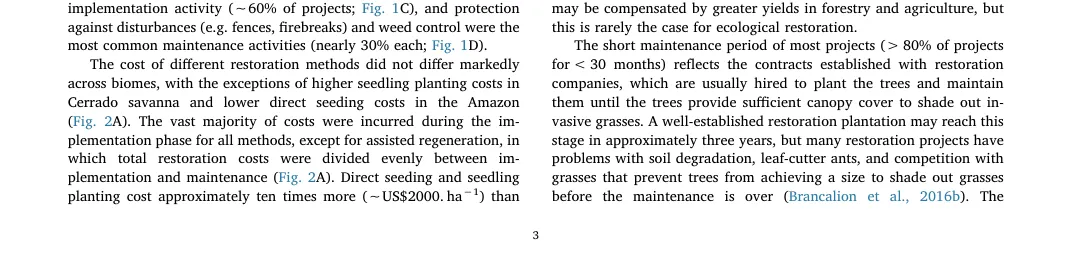 implementation activity (~60% of projects; Fig. 1C), and protection
against disturbances (e.g. fences, firebreaks) and weed control were the
most common maintenance activities (nearly 30% each; Fig. 1D).
The cost of different restoration methods did not differ markedly
across biomes, with the exceptions of higher seedling planting costs in
Cerrado savanna and lower direct seeding costs in the Amazon
(Fig. 2A). The vast majority of costs were incurred during the im-
plementation phase for all methods, except for assisted regeneration, in
which total restoration costs were divided evenly between im-
plementation and maintenance (Fig. 2A). Direct seeding and seedling
planting cost approximately ten times more (~US$2000. ha⁻¹) than
may be compensated by greater yields in forestry and agriculture, but
this is rarely the case for ecological restoration.
The short maintenance period of most projects (> 80% of projects
for < 30 months) reflects the contracts established with restoration
companies, which are usually hired to plant the trees and maintain
them until the trees provide sufficient canopy cover to shade out in-
vasive grasses. A well-established restoration plantation may reach this
stage in approximately three years, but many restoration projects have
problems with soil degradation, leaf-cutter ants, and competition with
grasses that prevent trees from achieving a size to shade out grasses
before the maintenance is over (Brancalion et al., 2016b). The
3